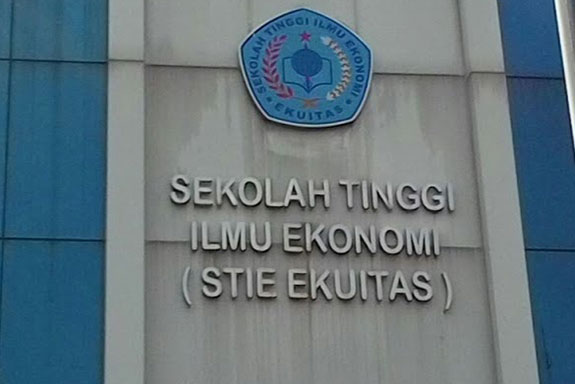 SEKOLAH TINGGI ILMU EKONOMI
* EKUITAS *
SEKOLAH TINGGI
ILMU EKONOMI
( STIE EKUITAS )